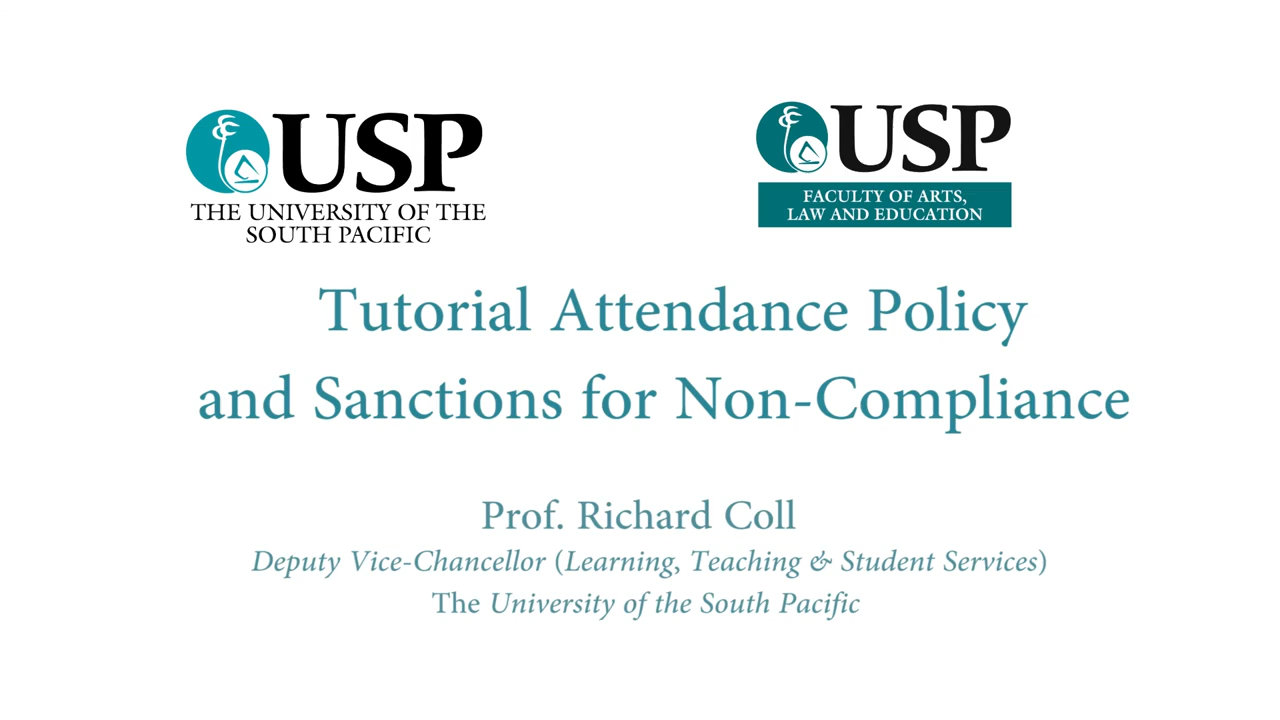 USP
THE UNIVERSITY OF THE
SOUTH PACIFIC
USP
FACULTY OF ARTS,
LAW AND EDUCATION
Tutorial Attendance Policy
and Sanctions for Non-Compliance
Prof. Richard Coll
Deputy Vice-Chancellor (Learning, Teaching & Student Services)
The University of the South Pacific